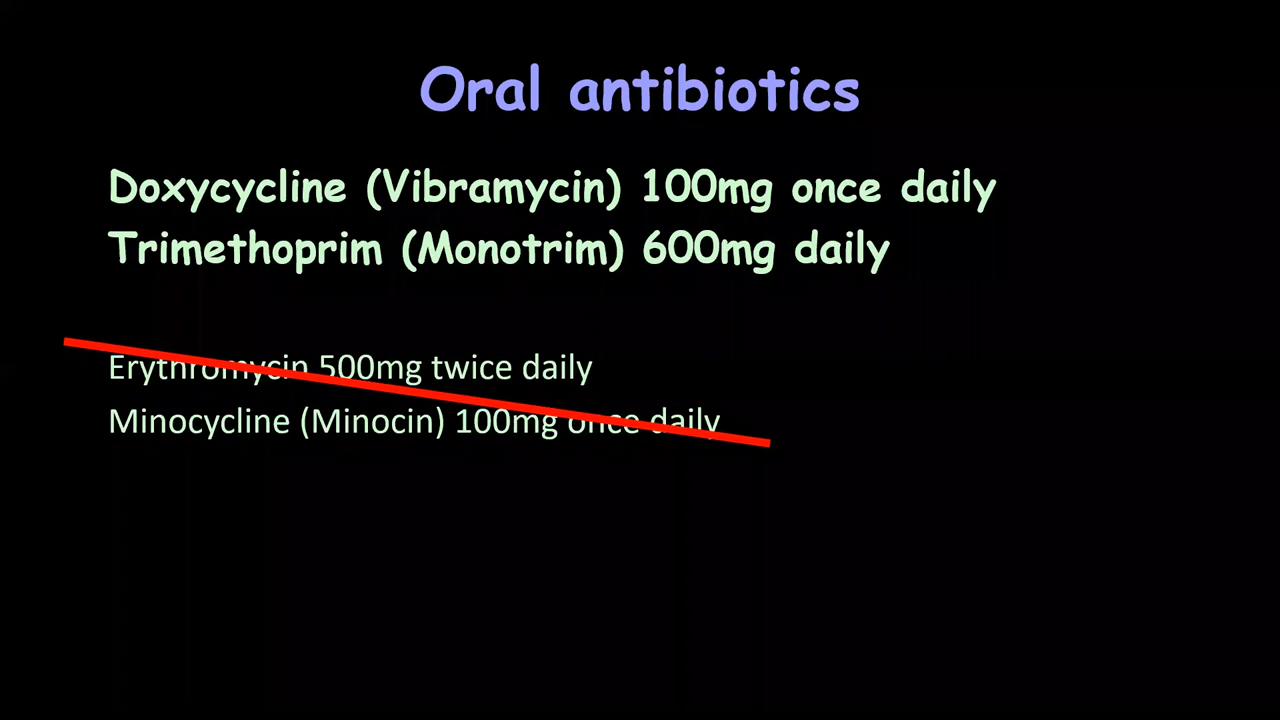 Oral antibiotics
Doxycycline (Vibramycin) 100mg once daily
Trimethoprim (Monotrim) 600mg daily
Erythromycin 500mg twice daily
Minocycline (Minocin) 100mg once daily